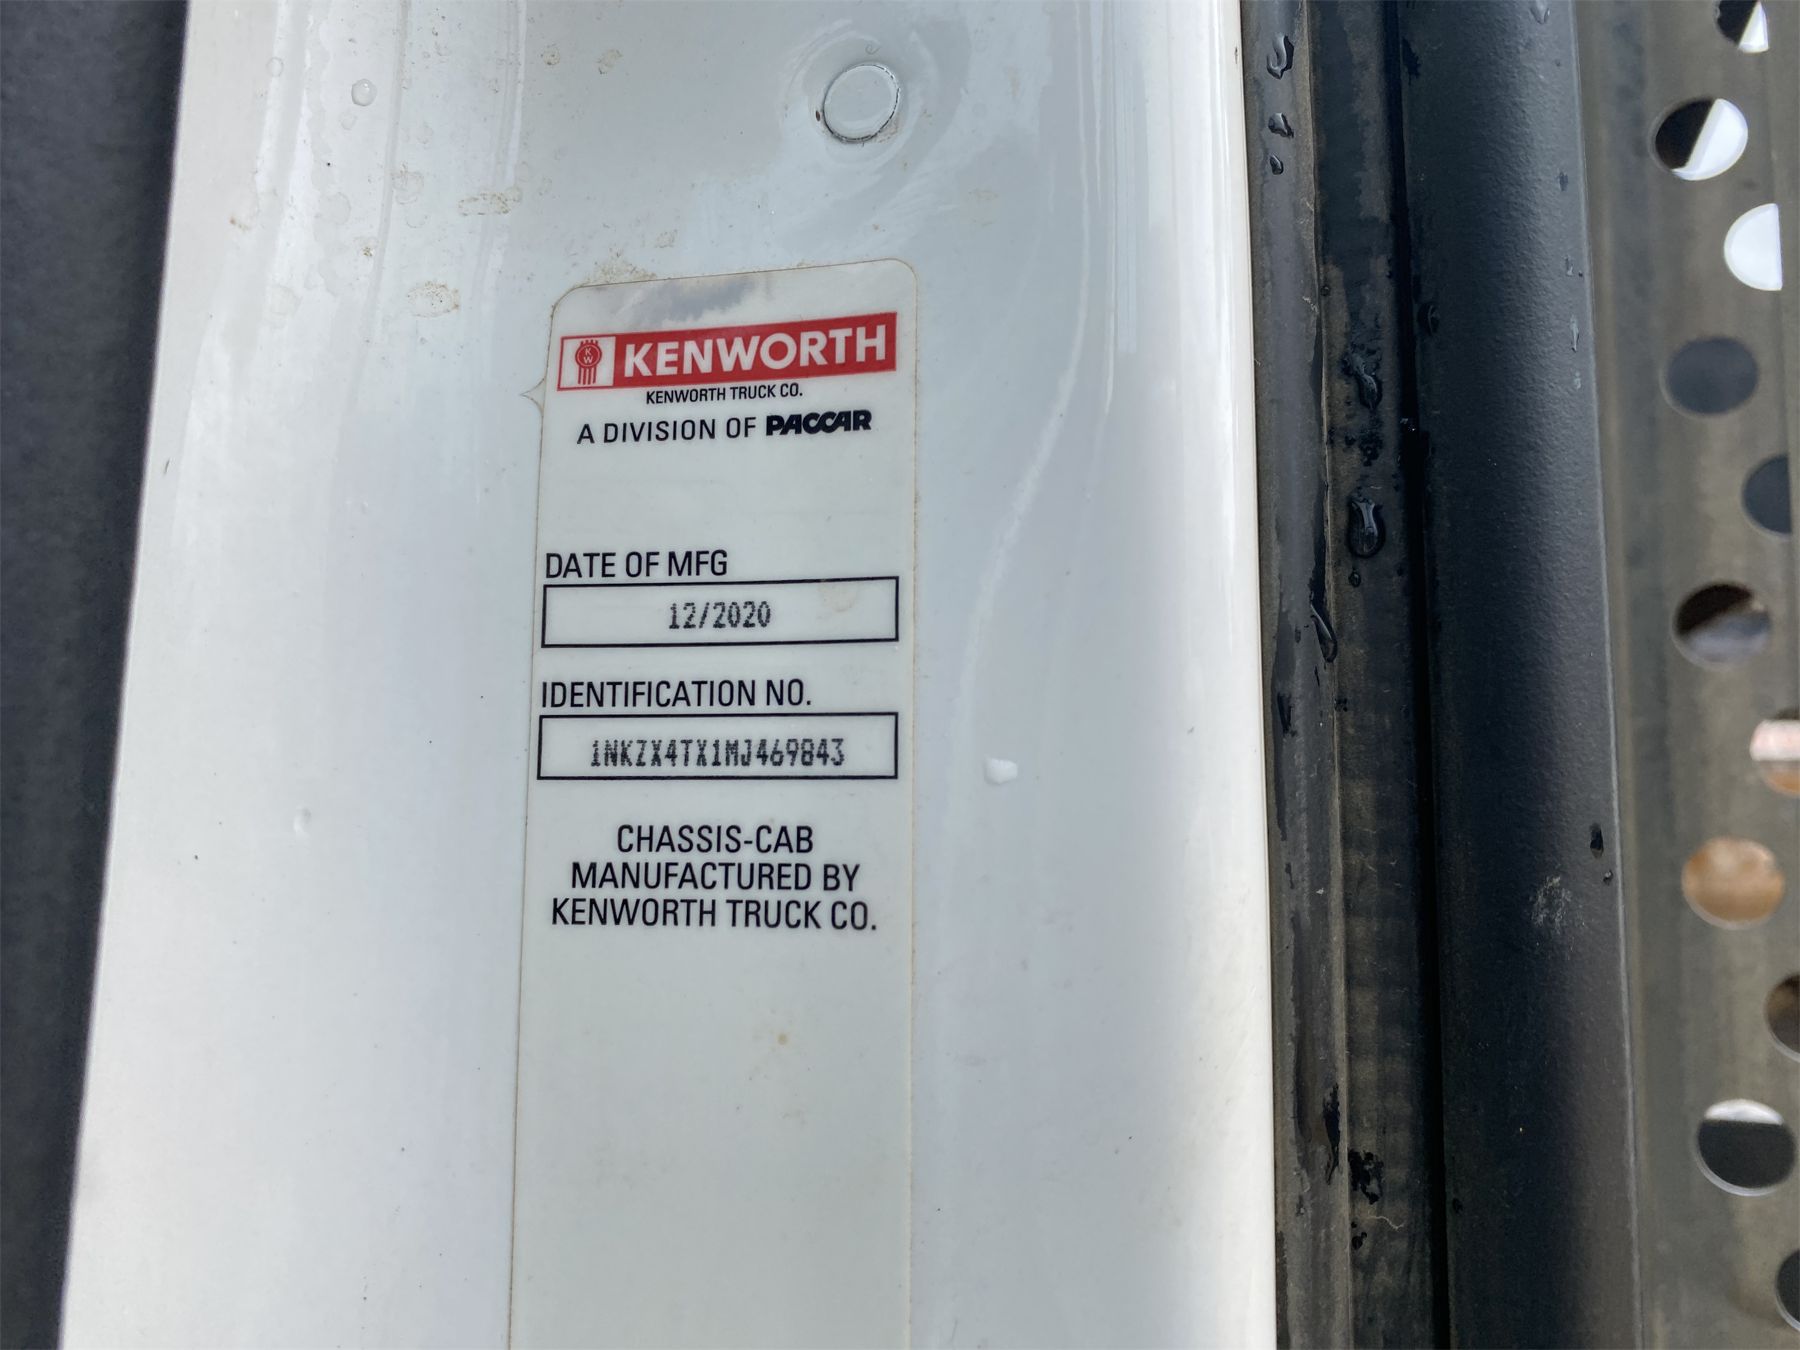 KW KENWORTH
KENWORTH TRUCK CO.
A DIVISION OF PACCAR
DATE OF MFG
12/2020
IDENTIFICATION NO.
1NKZX4TX1MJ469843
CHASSIS-CAB
MANUFACTURED BY
KENWORTH TRUCK CO.